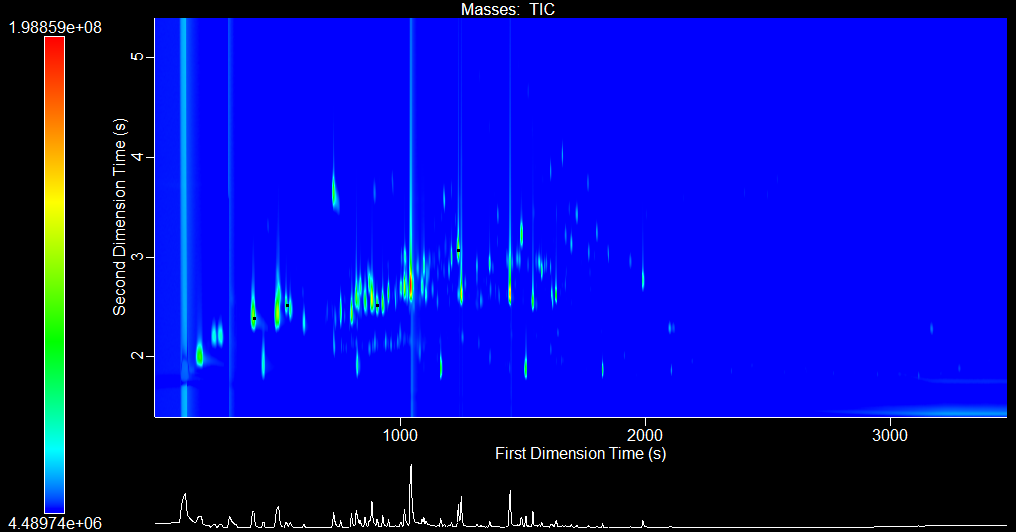 Masses: TIC
1.98859e+08
4.48974e+06
Second Dimension Time (s)
5
4
3
2
1000
2000
3000
First Dimension Time (s)